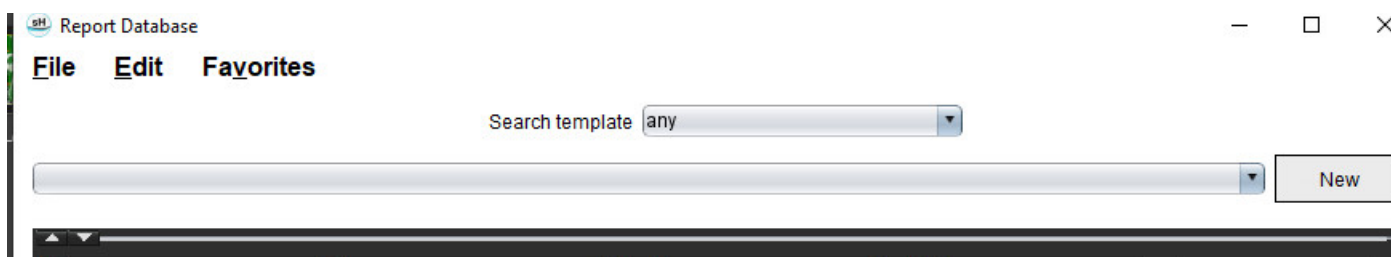 sH Report Database
File Edit Favorites
Search template any
New